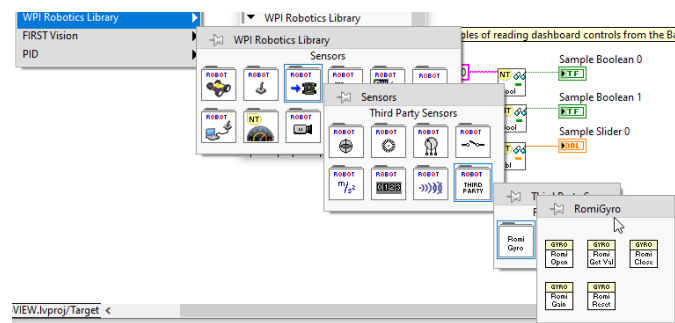 WPI Robotics Library
FIRST Vision
PID
WPI Robotics Library
WPI Robotics Library
Sensors
ples of reading dashboard controls from the Ba
Sample Boolean 0
TF
Sample Boolean 1
TF
Sample Slider 0
DBL
ROBOT
ROBOT
ROBOT
ROBOT
ROBOT
ROBOT
ROBOT
NT
ROBOT
NT
ool
ool
bl
Sensors
Third Party Sensors
ROBOT
ROBOT
ROBOT
ROBOT
ROBOT
m/s²
ROBOT
0123
ROBOT
ROBOT
THIRD
PARTY
Romi
Gyro
RomiGyro
GYRO
Romi
Open
GYRO
Romi
Get Val
GYRO
Romi
Close
GYRO
Romi
Gain
GYRO
Romi
Reset
VIEW.lvproj/Target <